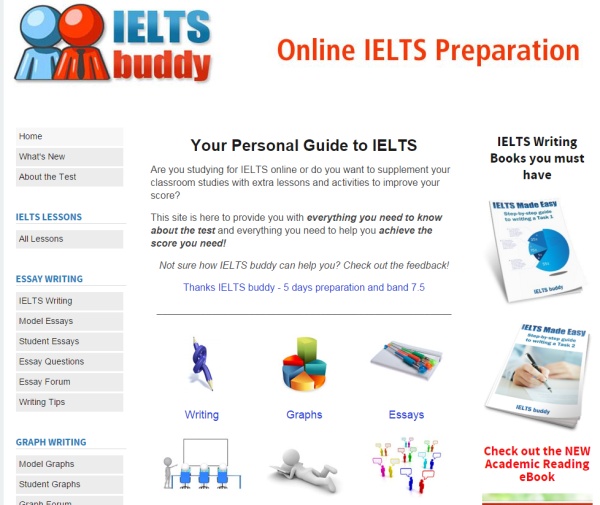 IELTS
buddy
Online IELTS Preparation
Home
What's New
About the Test
IELTS LESSONS
All Lessons
ESSAY WRITING
IELTS Writing
Model Essays
Student Essays
Essay Questions
Essay Forum
Writing Tips
GRAPH WRITING
Model Graphs
Student Graphs
Graph Forum
Your Personal Guide to IELTS
Are you studying for IELTS online or do you want to supplement your
classroom studies with extra lessons and activities to improve your
score?
This site is here to provide you with everything you need to know
about the test and everything you need to help you achieve the
score you need!
Not sure how IELTS buddy can help you? Check out the feedback!
Thanks IELTS buddy - 5 days preparation and band 7.5
Writing
Graphs
Essays
IELTS Writing
Books you must
have
IELTS Made Easy
Step-by-step guide
to writing a Task 1
IELTS buddy
IELTS Made Easy
Step-by-step guide
to writing a Task 2
IELTS buddy
Check out the NEW
Academic Reading
eBook